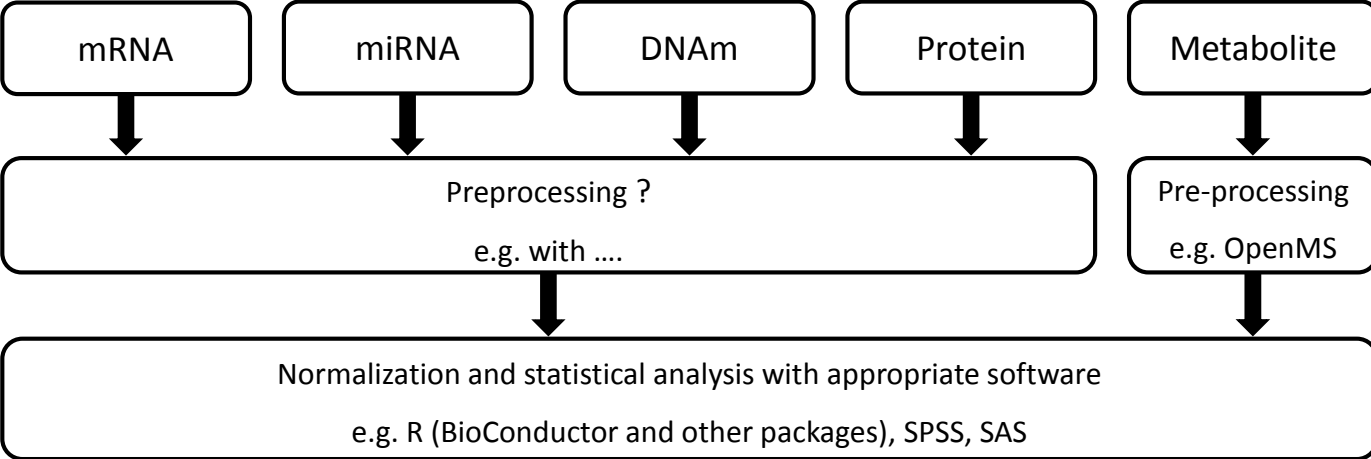 mRNA
miRNA
DNAm
Protein
Metabolite
Preprocessing ?
e.g. with ....
Pre-processing
e.g. OpenMS
Normalization and statistical analysis with appropriate software
e.g. R (BioConductor and other packages), SPSS, SAS